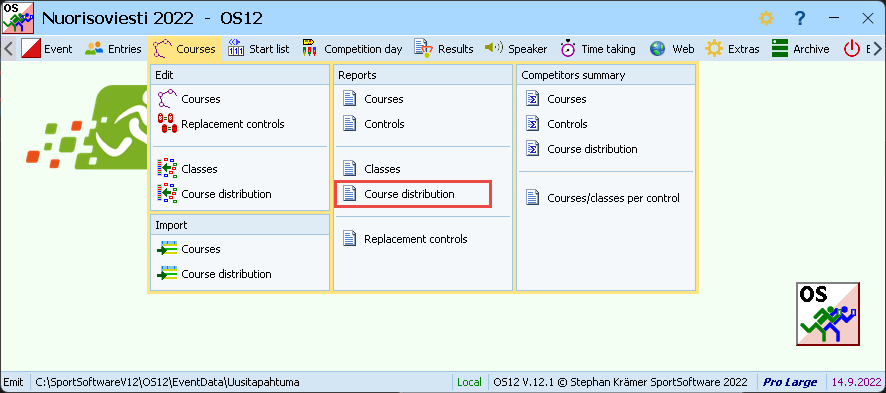 OS
Nuorisoviesti 2022 - OS12
?
Event Entries Courses Start list Competition day Results Speaker Time taking Web Extras Archive E
Edit
Courses
Replacement controls
Classes
Course distribution
Import
Courses
Course distribution
Reports
Courses
Controls
Classes
Course distribution
Replacement controls
Competitors summary
Courses
Controls
Course distribution
Courses/classes per control
OS
Emit C:\SportSoftwareV12\OS12\EventData\Uusitapahtuma Local OS12 V.12.1 © Stephan Krämer SportSoftware 2022 Pro Large 14.9.2022